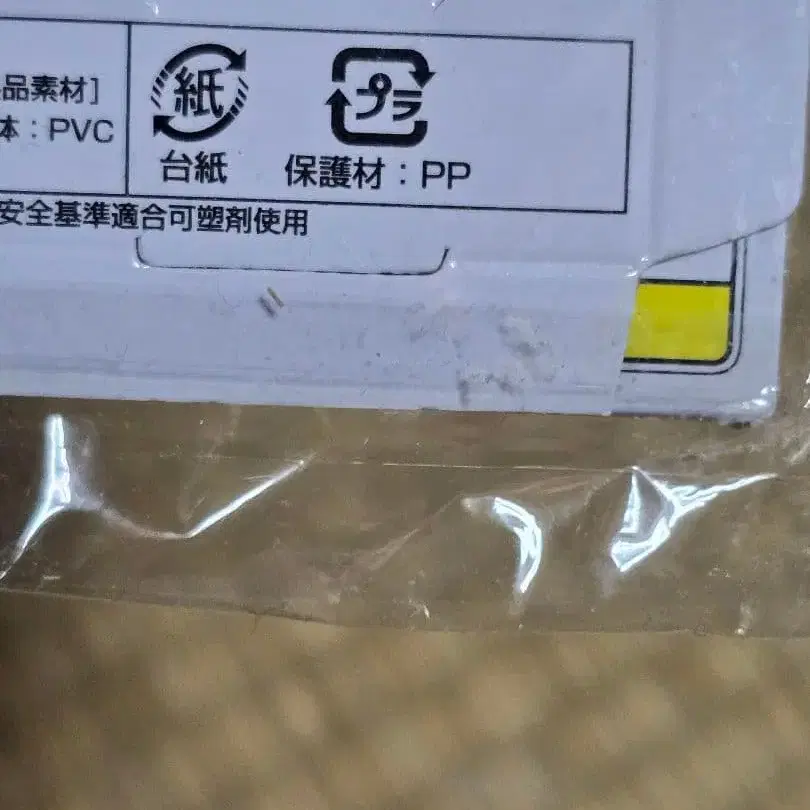 品素材]
体：PVC
紙
台紙
プラ
保護材：PP
安全基準適合可塑剤使用